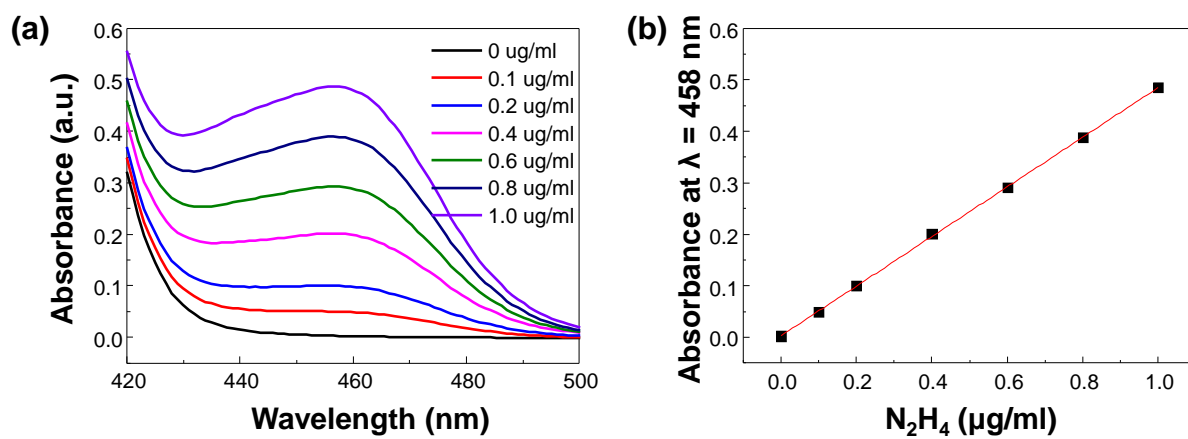 (a)
Absorbance (a.u.)
0.6
0.5
0.4
0.3
0.2
0.1
0.0
0 ug/ml
0.1 ug/ml
0.2 ug/ml
0.4 ug/ml
0.6 ug/ml
0.8 ug/ml
1.0 ug/ml
420 440 460 480 500
Wavelength (nm)
(b)
Absorbance at λ = 458 nm
0.6
0.5
0.4
0.3
0.2
0.1
0.0
0.0 0.2 0.4 0.6 0.8 1.0
N₂H₄ (μg/ml)